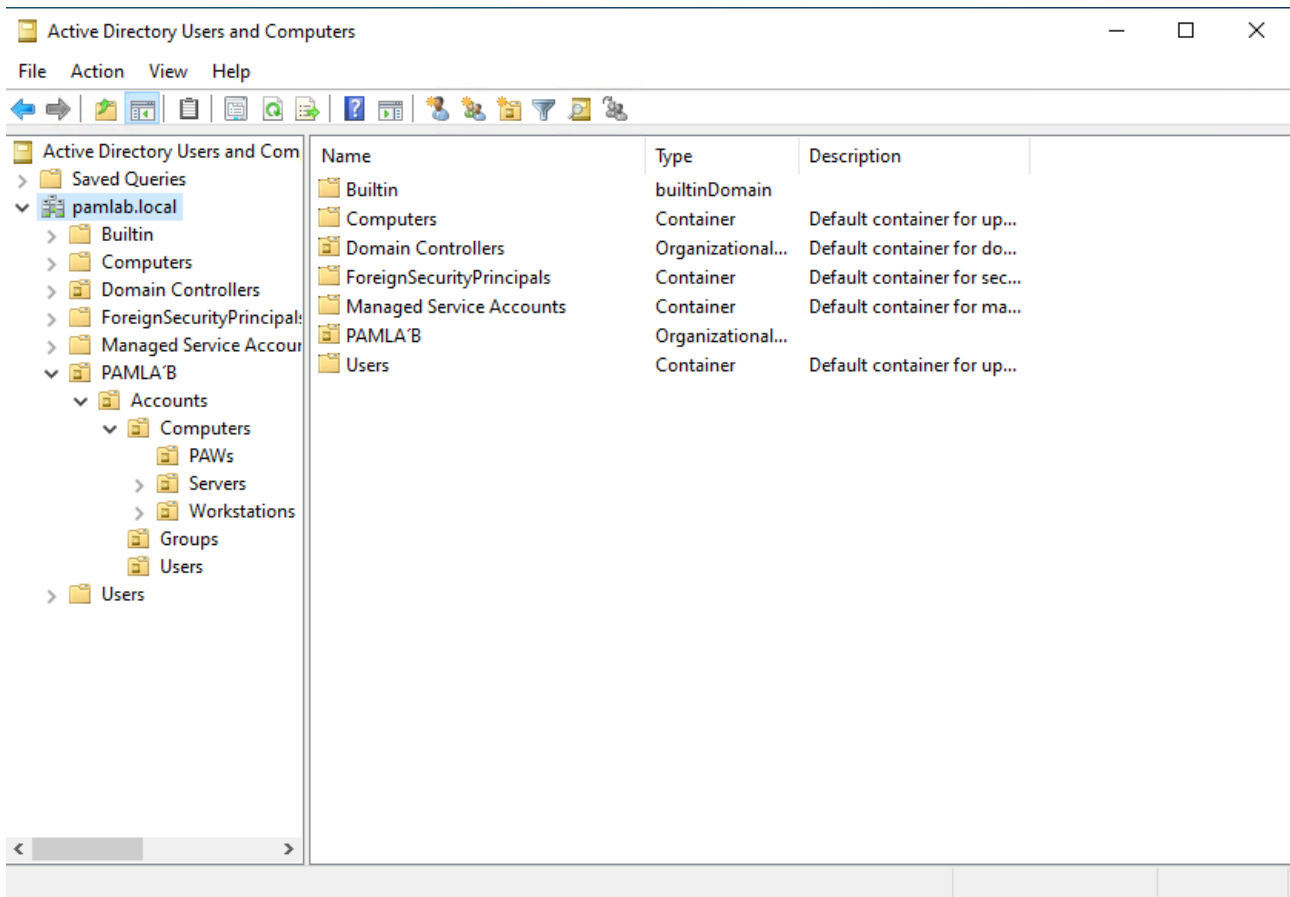 Active Directory Users and Computers
File Action View Help
Active Directory Users and Com
Saved Queries
pamlab.local
Builtin
Computers
Domain Controllers
ForeignSecurityPrincipal:
Managed Service Accour
PAMLA´B
Accounts
Computers
PAWs
Servers
Workstations
Groups
Users
Users
Name Type Description
Builtin builtinDomain
Computers Container Default container for up...
Domain Controllers Organizational... Default container for do...
ForeignSecurityPrincipals Container Default container for sec...
Managed Service Accounts Container Default container for ma...
PAMLA´B Organizational...
Users Container Default container for up...